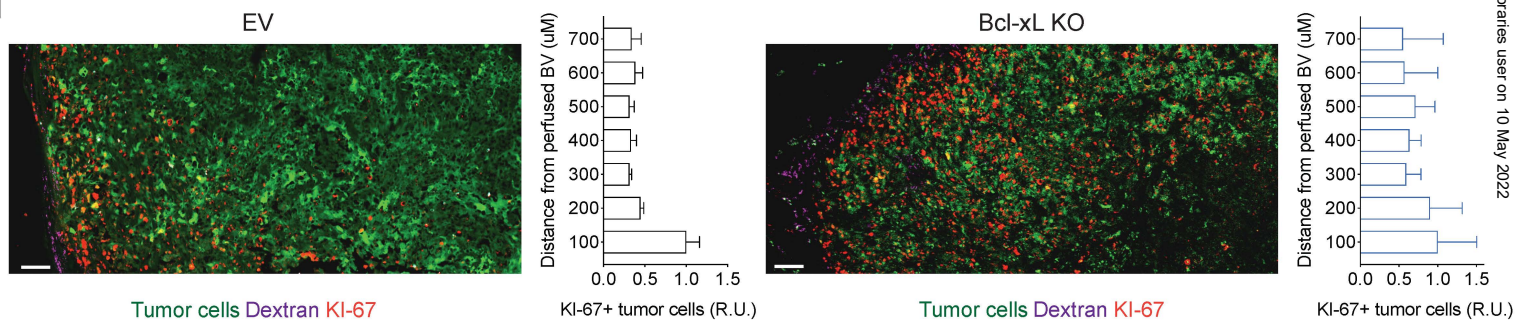 EV
Bcl-xL KO
Distance from perfused BV (uM)
700
600
500
400
300
200
100
0.0 0.5 1.0 1.5
KI-67+ tumor cells (R.U.)
Tumor cells Dextran KI-67
Distance from perfused BV (uM)
700
600
500
400
300
200
100
0.0 0.5 1.0 1.5
KI-67+ tumor cells (R.U.)
Tumor cells Dextran KI-67
braries user on 10 May 2022